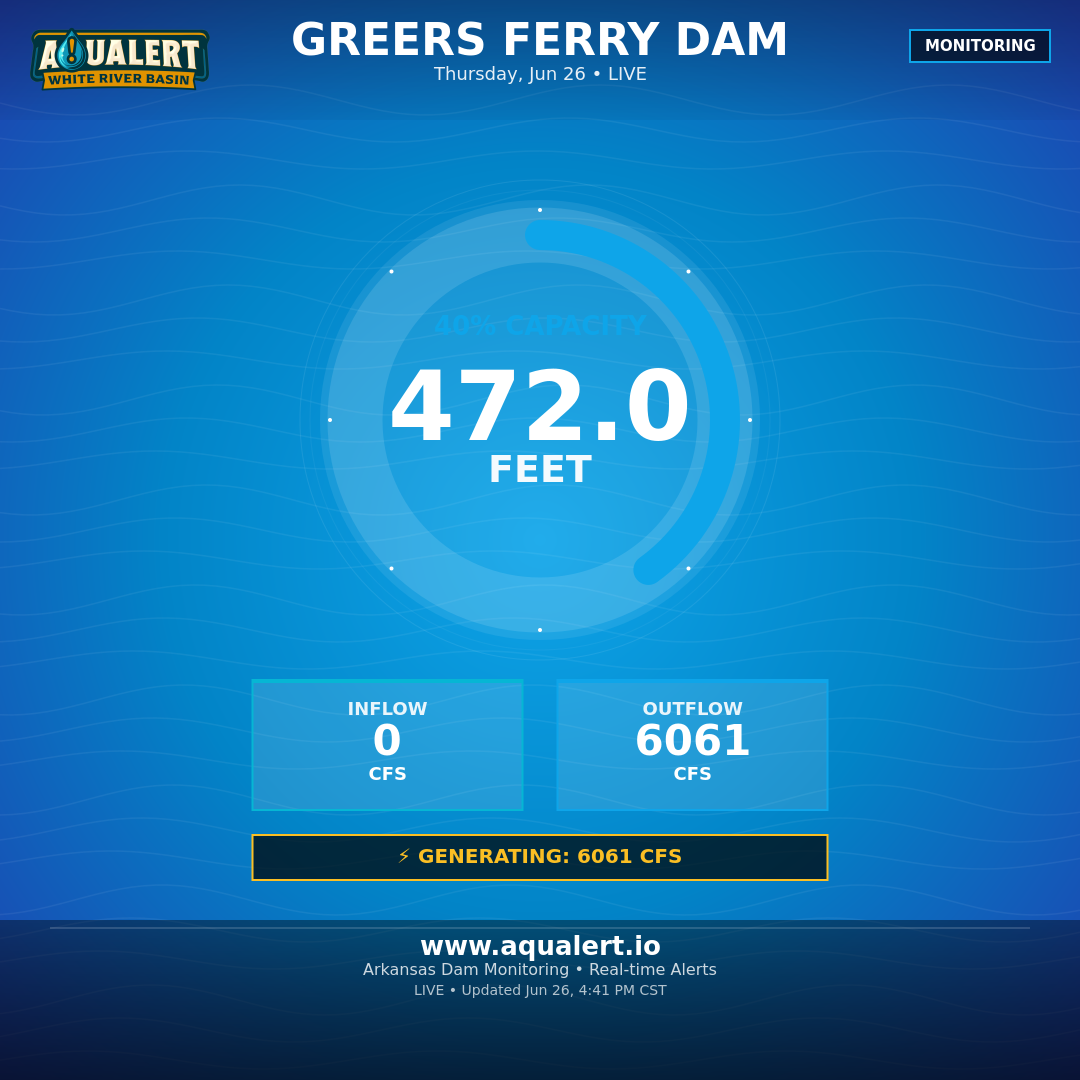 AQUALERT
WHITE RIVER BASIN
GREERS FERRY DAM
Thursday, Jun 26 • LIVE
MONITORING
40% CAPACITY
472.0
FEET
INFLOW
0
CFS
OUTFLOW
6061
CFS
⚡ GENERATING: 6061 CFS
www.aqualert.io
Arkansas Dam Monitoring • Real-time Alerts
LIVE • Updated Jun 26, 4:41 PM CST